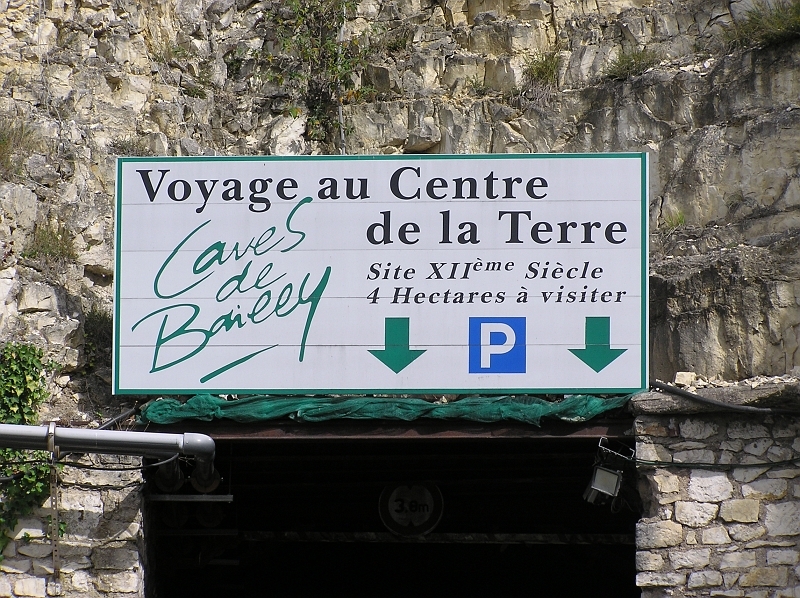 Voyage au Centre
de la Terre
Caves
de
Bailly
Site XIIème Siècle
4 Hectares à visiter
P
3.6m